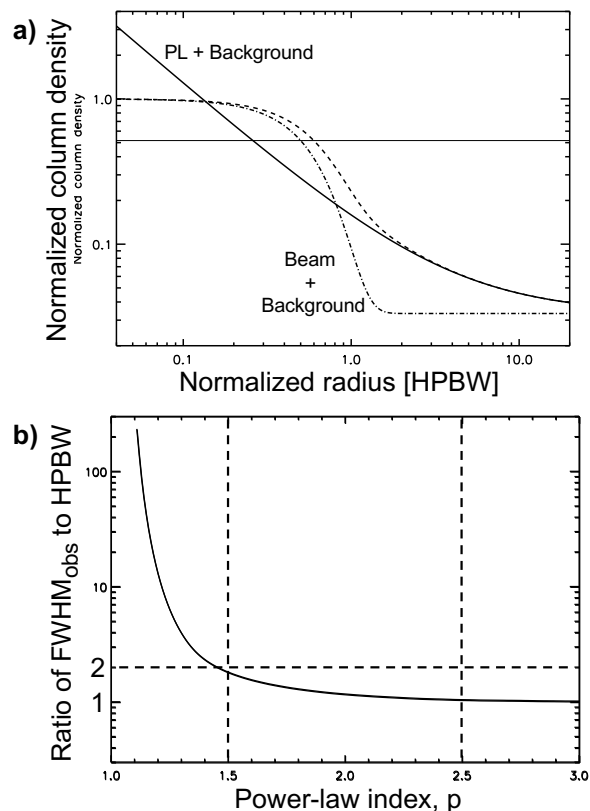 a)
PL + Background
1.0
0.1
Normalized column density
Normalized column density
Beam
+
Background
0.1
1.0
10.0
Normalized radius [HPBW]
b)
100
10
2
1
Ratio of FWHM_obs to HPBW
1.0
1.5
2.0
2.5
3.0
Power-law index, p